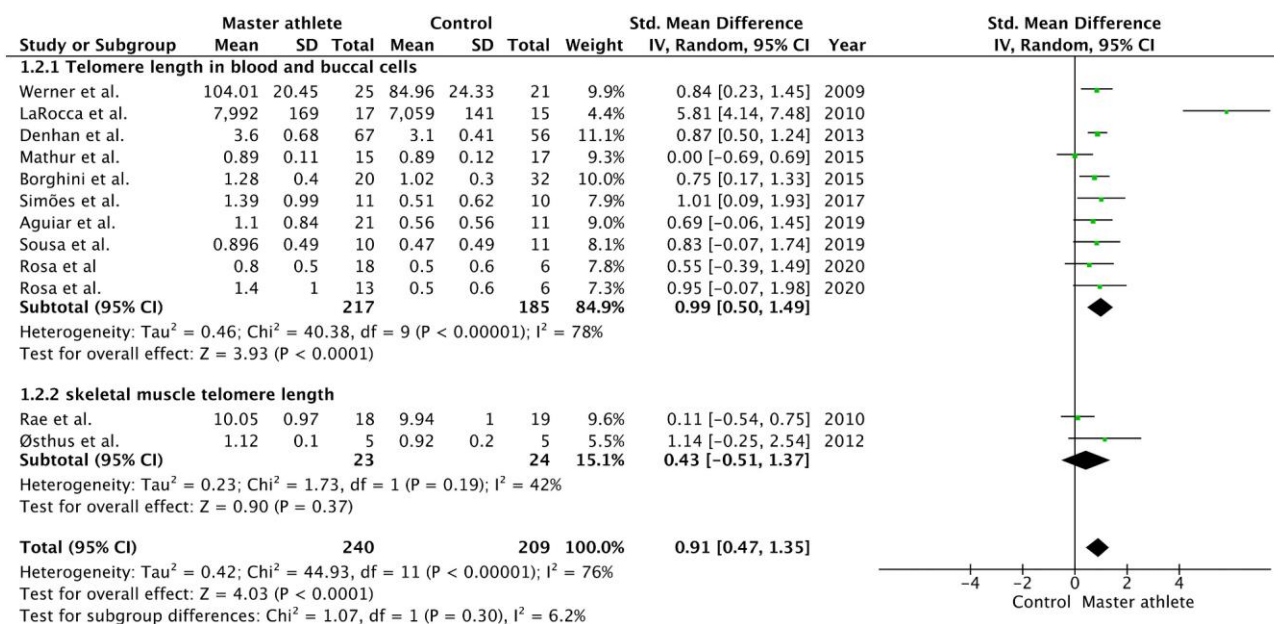 Master athlete Control Std. Mean Difference Std. Mean Difference
Study or Subgroup Mean SD Total Mean SD Total Weight IV, Random, 95% CI Year IV, Random, 95% CI
1.2.1 Telomere length in blood and buccal cells
Werner et al. 104.01 20.45 25 84.96 24.33 21 9.9% 0.84 [0.23, 1.45] 2009
LaRocca et al. 7,992 169 17 7,059 141 15 4.4% 5.81 [4.14, 7.48] 2010
Denhan et al. 3.6 0.68 67 3.1 0.41 56 11.1% 0.87 [0.50, 1.24] 2013
Mathur et al. 0.89 0.11 15 0.89 0.12 17 9.3% 0.00 [-0.69, 0.69] 2015
Borghini et al. 1.28 0.4 20 1.02 0.3 32 10.0% 0.75 [0.17, 1.33] 2015
Simões et al. 1.39 0.99 11 0.51 0.62 10 7.9% 1.01 [0.09, 1.93] 2017
Aguiar et al. 1.1 0.84 21 0.56 0.56 11 9.0% 0.69 [-0.06, 1.45] 2019
Sousa et al. 0.896 0.49 10 0.47 0.49 11 8.1% 0.83 [-0.07, 1.74] 2019
Rosa et al 0.8 0.5 18 0.5 0.6 6 7.8% 0.55 [-0.39, 1.49] 2020
Rosa et al. 1.4 1 13 0.5 0.6 6 7.3% 0.95 [-0.07, 1.98] 2020
Subtotal (95% CI) 217 185 84.9% 0.99 [0.50, 1.49]
Heterogeneity: Tau² = 0.46; Chi² = 40.38, df = 9 (P < 0.00001); I² = 78%
Test for overall effect: Z = 3.93 (P < 0.0001)
1.2.2 skeletal muscle telomere length
Rae et al. 10.05 0.97 18 9.94 1 19 9.6% 0.11 [-0.54, 0.75] 2010
Østhus et al. 1.12 0.1 5 0.92 0.2 5 5.5% 1.14 [-0.25, 2.54] 2012
Subtotal (95% CI) 23 24 15.1% 0.43 [-0.51, 1.37]
Heterogeneity: Tau² = 0.23; Chi² = 1.73, df = 1 (P = 0.19); I² = 42%
Test for overall effect: Z = 0.90 (P = 0.37)
Total (95% CI) 240 209 100.0% 0.91 [0.47, 1.35]
Heterogeneity: Tau² = 0.42; Chi² = 44.93, df = 11 (P < 0.00001); I² = 76%
Test for overall effect: Z = 4.03 (P < 0.0001)
Test for subgroup differences: Chi² = 1.07, df = 1 (P = 0.30), I² = 6.2%
-4 -2 0 2 4
Control Master athlete